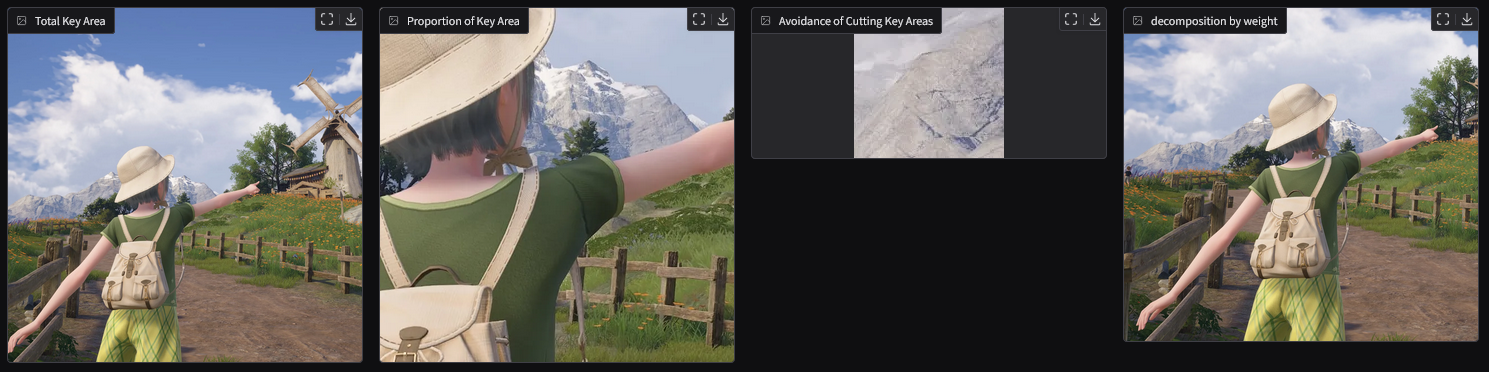 Total Key Area
Proportion of Key Area
Avoidance of Cutting Key Areas
decomposition by weight